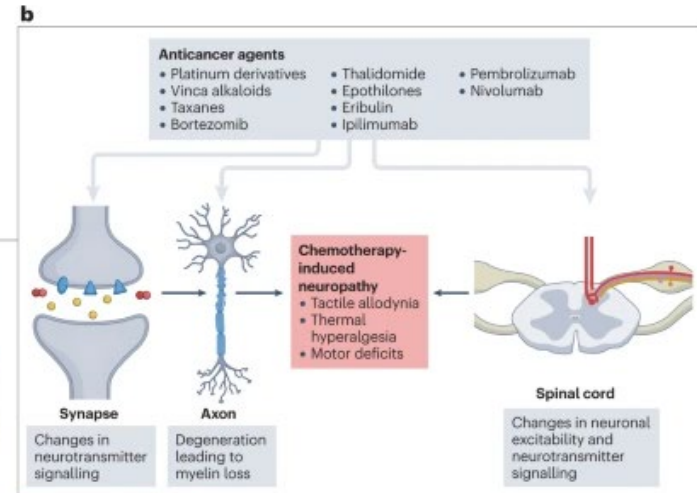 b
Anticancer agents
• Platinum derivatives
• Vinca alkaloids
• Taxanes
• Bortezomib
• Thalidomide
• Epothilones
• Eribulin
• Ipilimumab
• Pembrolizumab
• Nivolumab
Chemotherapy-
induced
neuropathy
• Tactile allodynia
• Thermal
hyperalgesia
• Motor deficits
Synapse
Changes in
neurotransmitter
signalling
Axon
Degeneration
leading to
myelin loss
Spinal cord
Changes in neuronal
excitability and
neurotransmitter
signalling